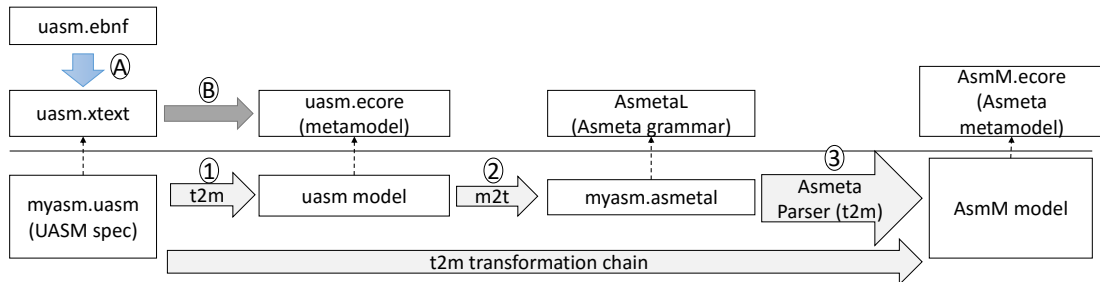 uasm.ebnf
A
uasm.xtext
B
uasm.ecore
(metamodel)
AsmetaL
(Asmeta grammar)
AsmM.ecore
(Asmeta
metamodel)
myasm.uasm
(UASM spec)
1
t2m
uasm model
2
m2t
myasm.asmetal
3
Asmeta
Parser (t2m)
AsmM model
t2m transformation chain